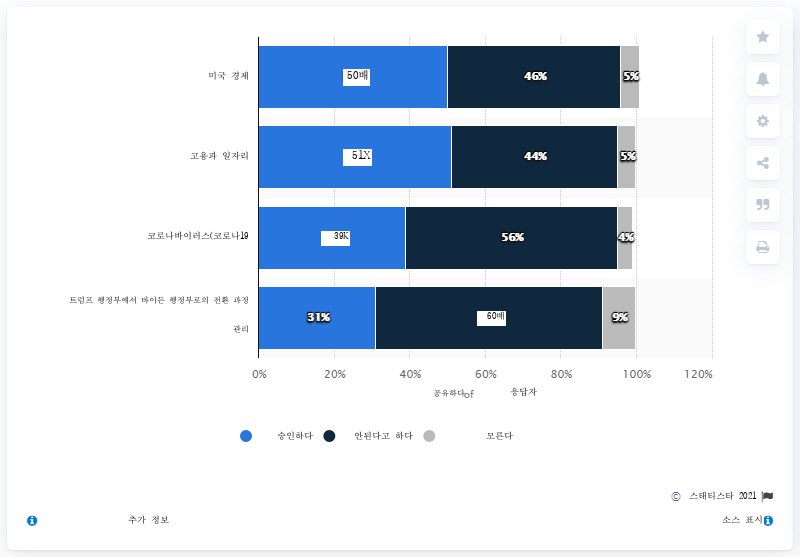 미국 경제
50배 46% 5%
고용과 일자리
51X 44% 5%
코로나바이러스(코로나19
39K 56% 4%
트럼프 행정부에서 바이든 행정부로의 전환 과정
관리
31% 60배 9%
0% 20% 40% 60% 80% 100% 120%
공유하다of 응답자
승인하다 안된다고 하다 모른다
© 스태티스타 2021
추가 정보 소스 표시